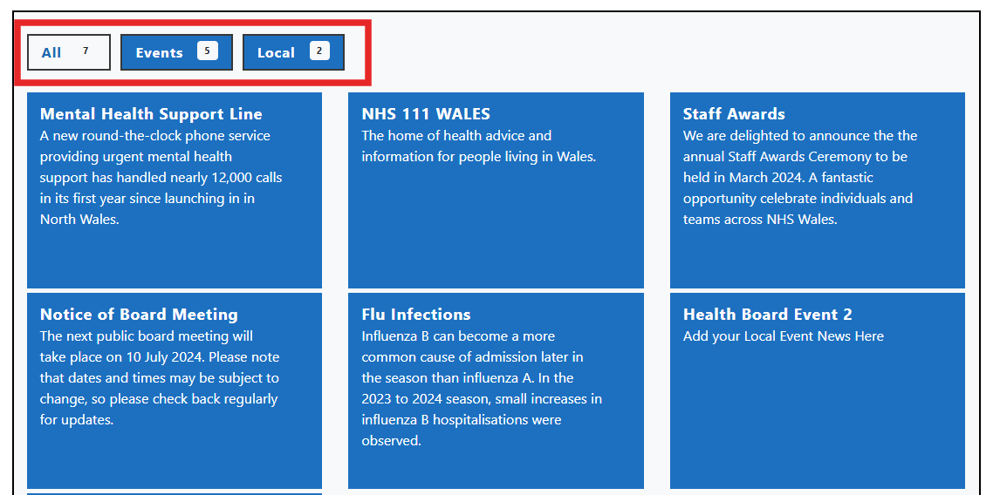 All 7 Events 5 Local 2
Mental Health Support Line
A new round-the-clock phone service
providing urgent mental health
support has handled nearly 12,000 calls
in its first year since launching in in
North Wales.
NHS 111 WALES
The home of health advice and
information for people living in Wales.
Staff Awards
We are delighted to announce the the
annual Staff Awards Ceremony to be
held in March 2024. A fantastic
opportunity celebrate individuals and
teams across NHS Wales.
Notice of Board Meeting
The next public board meeting will
take place on 10 July 2024. Please note
that dates and times may be subject to
change, so please check back regularly
for updates.
Flu Infections
Influenza B can become a more
common cause of admission later in
the season than influenza A. In the
2023 to 2024 season, small increases in
influenza B hospitalisations were
observed.
Health Board Event 2
Add your Local Event News Here